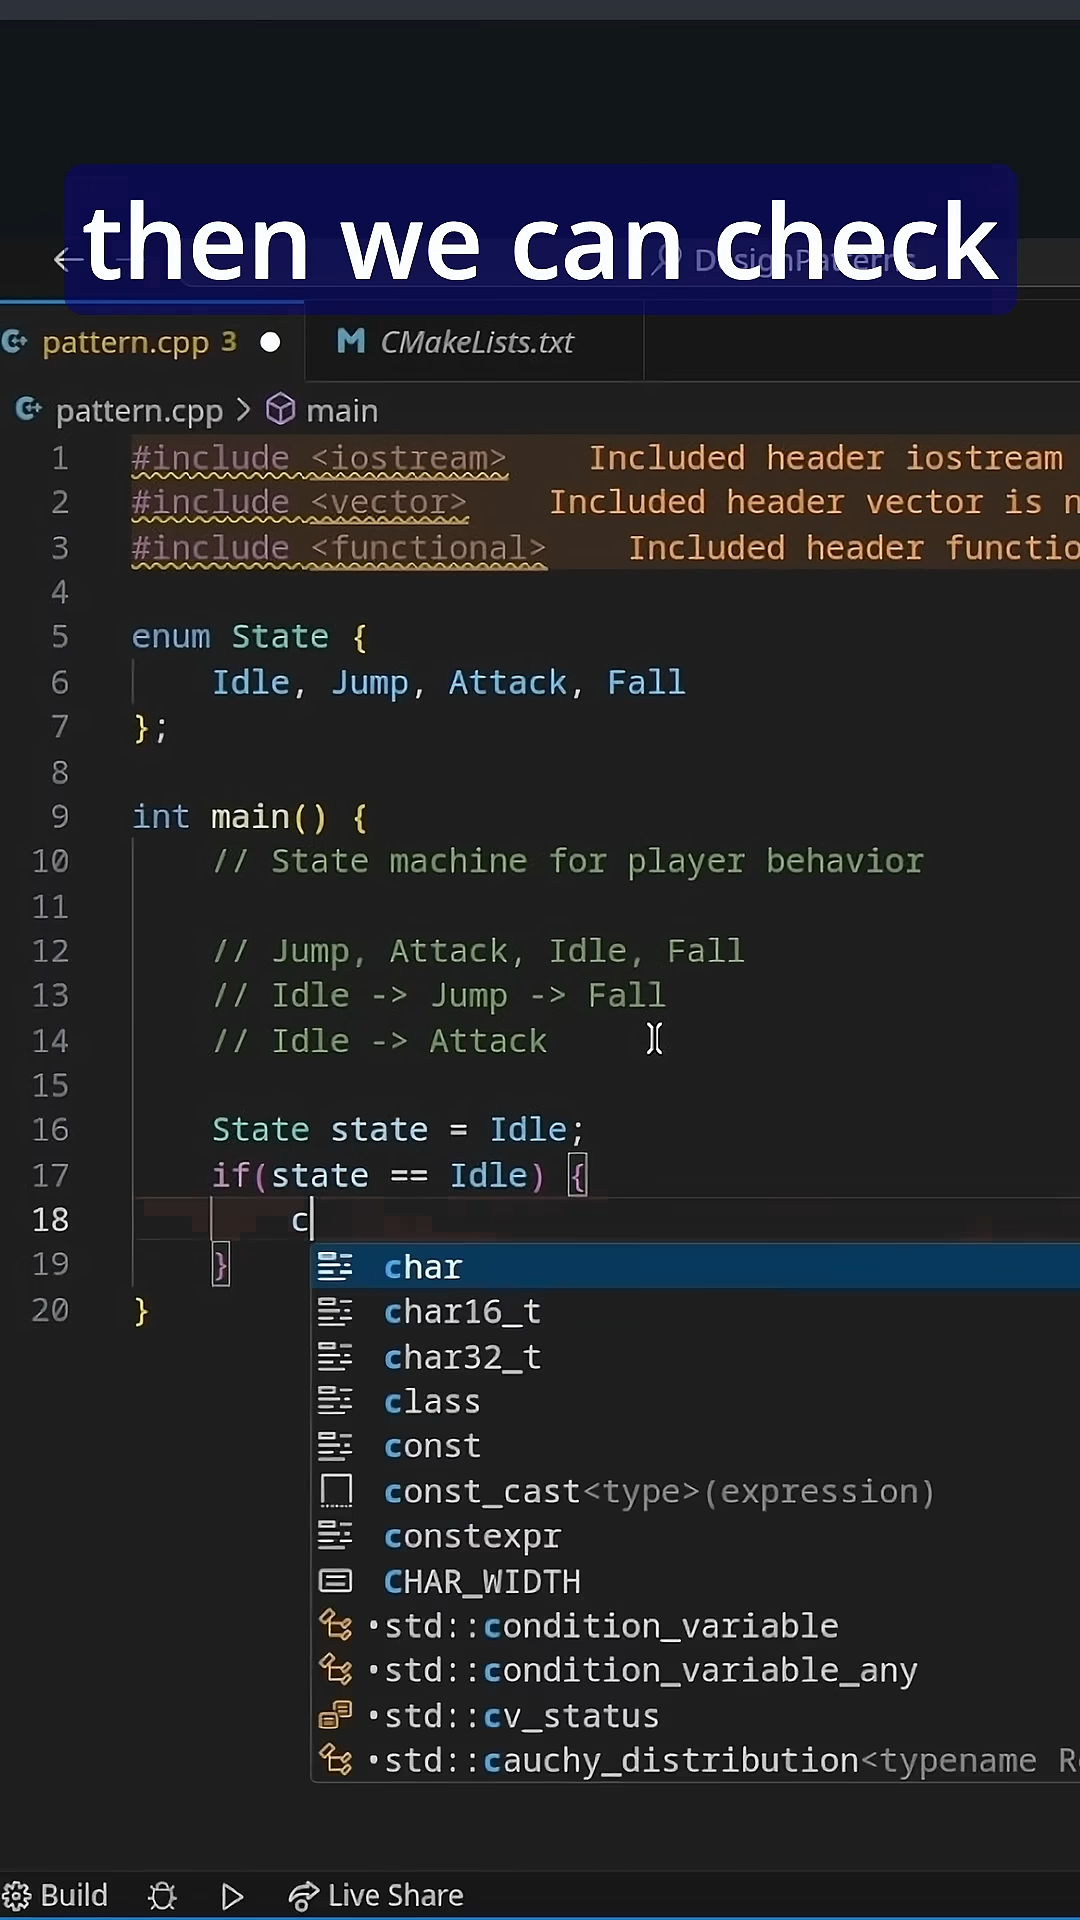 then we can check
DesignPatterns
pattern.cpp 3
CMakeLists.txt
pattern.cpp > main
1 #include <iostream> Included header iostream
2 #include <vector> Included header vector is n
3 #include <functional> Included header functio
4
5 enum State {
6 Idle, Jump, Attack, Fall
7 };
8
9 int main() {
10 // State machine for player behavior
11
12 // Jump, Attack, Idle, Fall
13 // Idle -> Jump -> Fall
14 // Idle -> Attack
15
16 State state = Idle;
17 if(state == Idle) {
18 c
19 }
20 }
char
char16_t
char32_t
class
const
const_cast<type>(expression)
constexpr
CHAR_WIDTH
•std::condition_variable
•std::condition_variable_any
•std::cv_status
•std::cauchy_distribution<typename Re
Build
Live Share